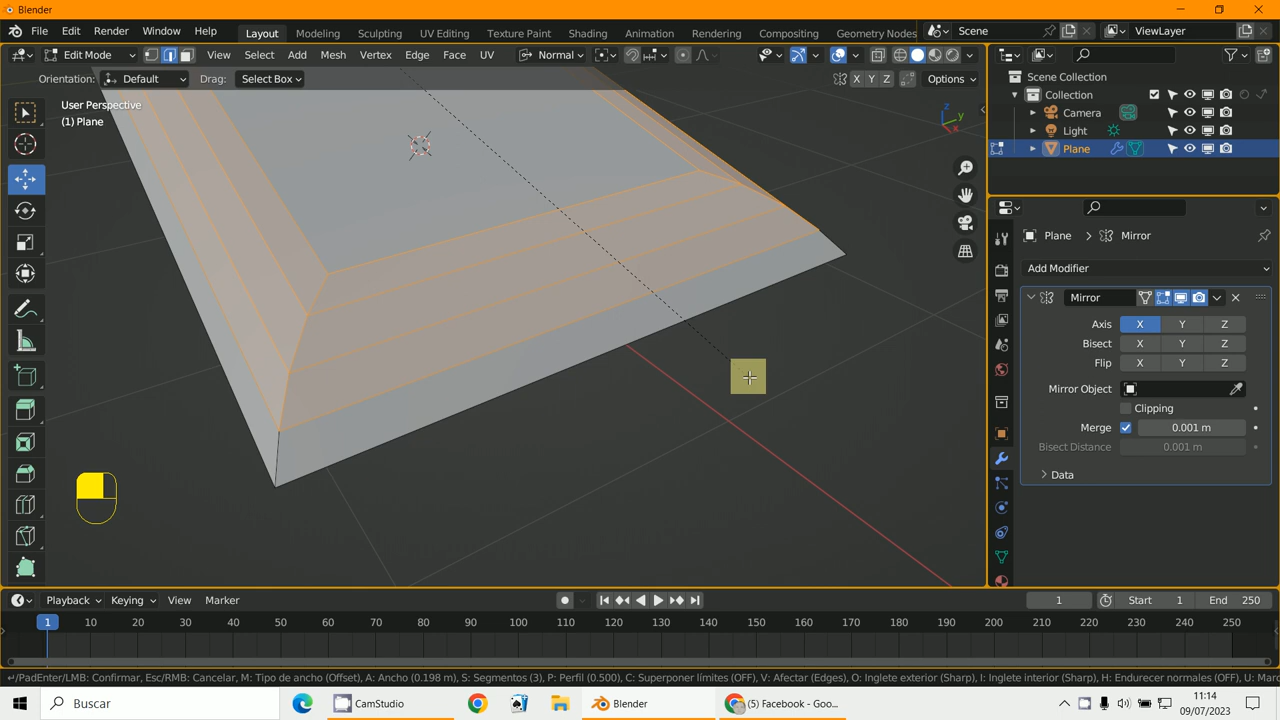 Blender
File Edit Render Window Help Layout Modeling Sculpting UV Editing Texture Paint Shading Animation Rendering Compositing Geometry Nodes Scene ViewLayer
Edit Mode View Select Add Mesh Vertex Edge Face UV Normal
Orientation: Default Drag: Select Box X Y Z Options
User Perspective
(1) Plane
z
y
x
Scene Collection
Collection
Camera
Light
Plane
Plane > Mirror
Add Modifier
Mirror
Axis X Y Z
Bisect X Y Z
Flip X Y Z
Mirror Object
Clipping
Merge 0.001 m
Bisect Distance 0.001 m
Data
Playback Keying View Marker 1 Start 1 End 250
1 10 20 30 40 50 60 70 80 90 100 110 120 130 140 150 160 170 180 190 200 210 220 230 240 250
↵/PadEnter/LMB: Confirmar, Esc/RMB: Cancelar, M: Tipo de ancho (Offset), A: Ancho (0.198 m), S: Segmentos (3), P: Perfil (0.500), C: Superponer límites (OFF), V: Afectar (Edges), O: Inglete exterior (Sharp), I: Inglete interior (Sharp), H: Endurecer normales (OFF), U: Marc
Buscar CamStudio Blender (5) Facebook - Goo...
11:14
09/07/2023